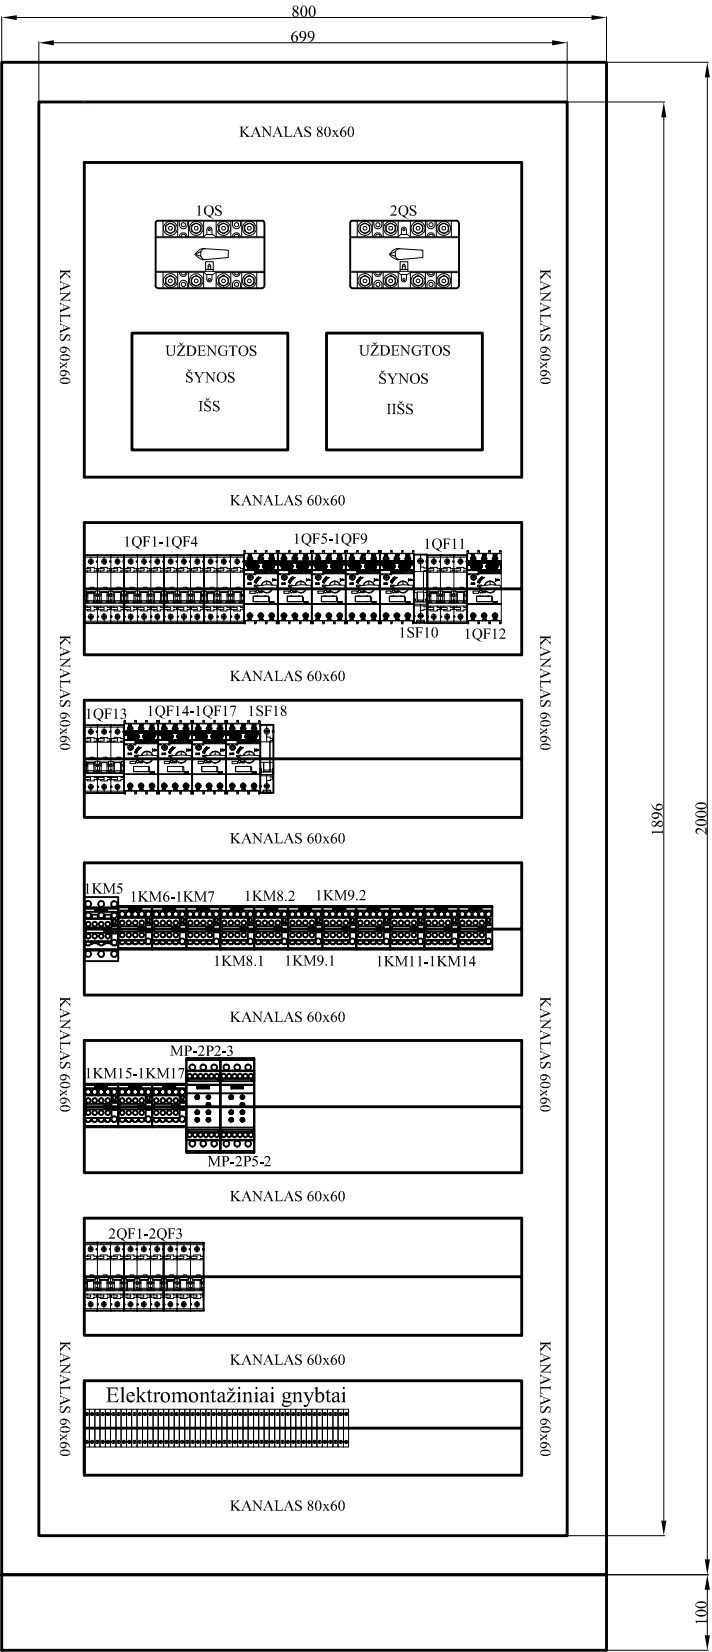 800
699
KANALAS 80x60
1QS
2QS
KANALAS 60x60
KANALAS 60x60
UŽDENGTOS
ŠYNOS
IŠS
UŽDENGTOS
ŠYNOS
IIŠS
KANALAS 60x60
1QF1-1QF4
1QF5-1QF9
1QF11
1SF10
1QF12
KANALAS 60x60
KANALAS 60x60
KANALAS 60x60
1QF13
1QF14-1QF17
1SF18
1896
2000
KANALAS 60x60
1KM5
1KM6-1KM7
1KM8.2
1KM9.2
1KM8.1
1KM9.1
1KM11-1KM14
KANALAS 60x60
KANALAS 60x60
KANALAS 60x60
MP-2P2-3
1KM15-1KM17
MP-2P5-2
KANALAS 60x60
2QF1-2QF3
KANALAS 60x60
KANALAS 60x60
KANALAS 60x60
Elektromontažiniai gnybtai
KANALAS 80x60
100